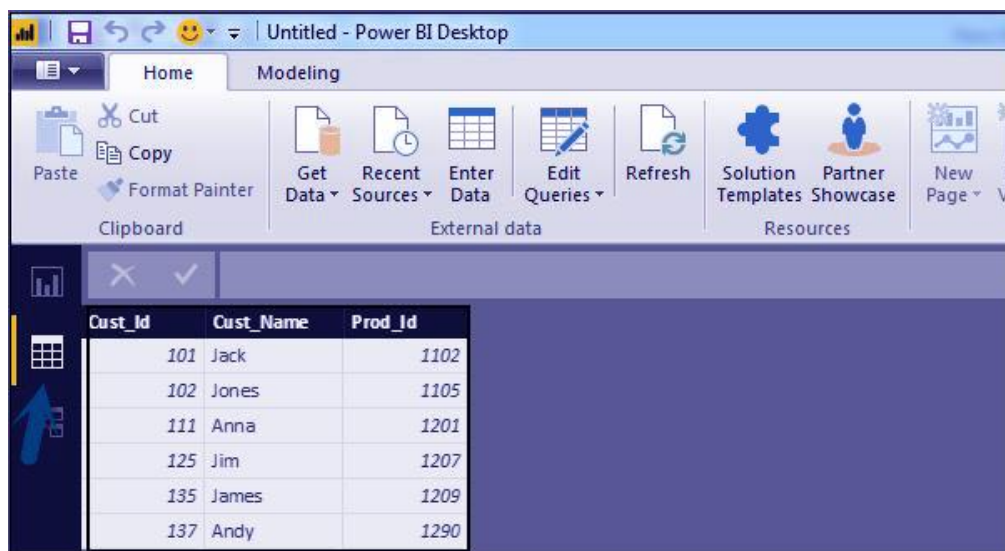 Untitled - Power BI Desktop
Home Modeling
Paste
Cut
Copy
Format Painter
Clipboard
Get Data
Recent Sources
Enter Data
Edit Queries
Refresh
External data
Solution Templates
Partner Showcase
Resources
New Page
Cust_Id Cust_Name Prod_Id
101 Jack 1102
102 Jones 1105
111 Anna 1201
125 Jim 1207
135 James 1209
137 Andy 1290